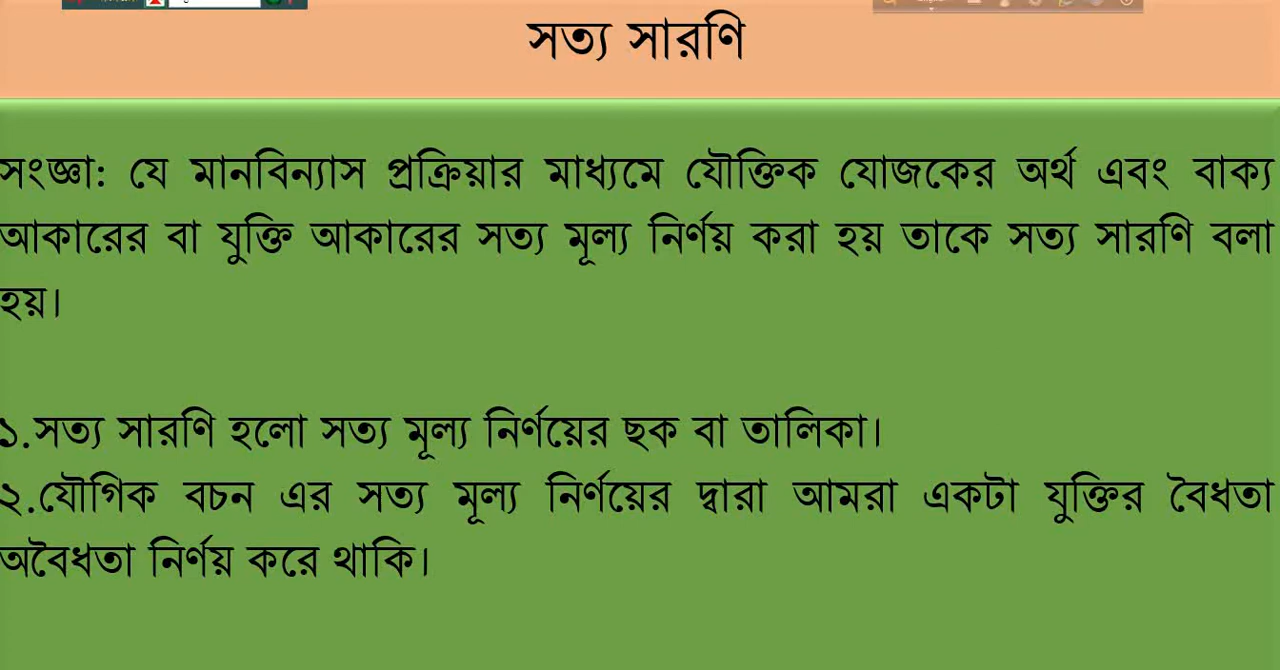 সত্য সারণি
সংজ্ঞা: যে মানবিন্যাস প্রক্রিয়ার মাধ্যমে যৌক্তিক যোজকের অর্থ এবং বাক্য
আকারের বা যুক্তি আকারের সত্য মূল্য নির্ণয় করা হয় তাকে সত্য সারণি বলা
হয়।
১.সত্য সারণি হলো সত্য মূল্য নির্ণয়ের ছক বা তালিকা।
২.যৌগিক বচন এর সত্য মূল্য নির্ণয়ের দ্বারা আমরা একটা যুক্তির বৈধতা
অবৈধতা নির্ণয় করে থাকি।